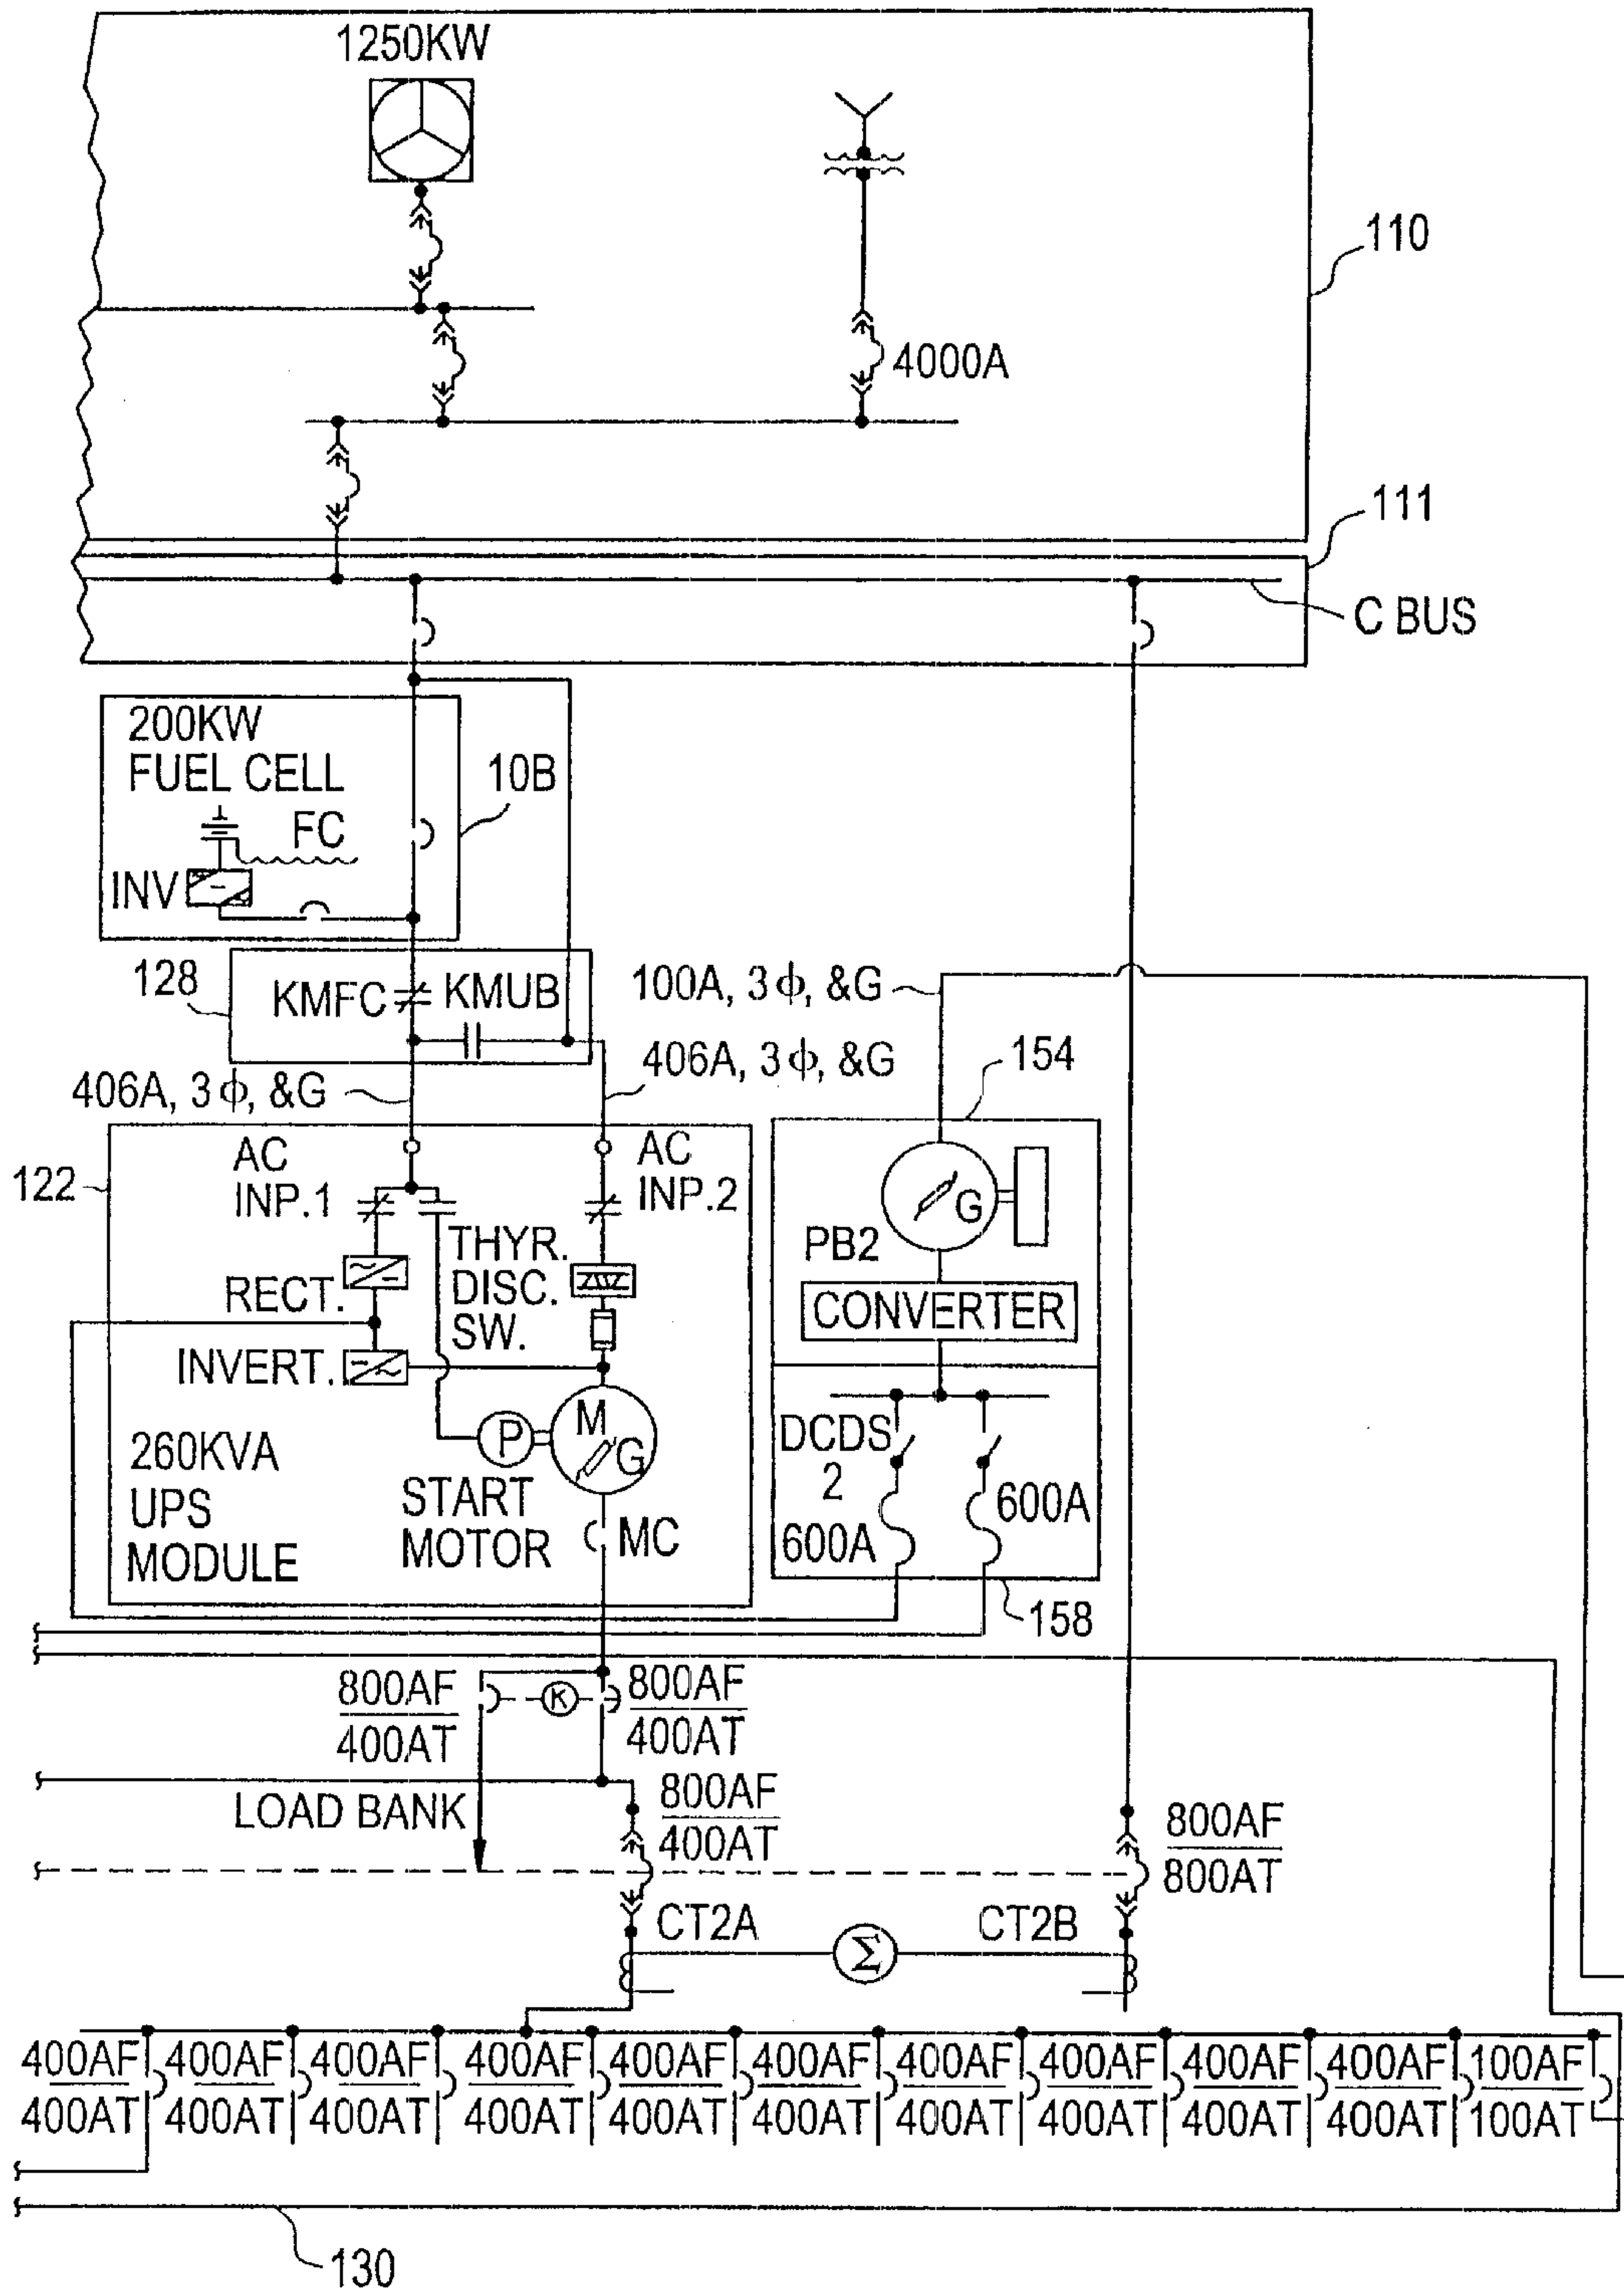 1250KW
110
4000A
111
C BUS
200KW
FUEL CELL
10B
FC
INV
128
KMFC
KMUB
100A, 3ϕ, &G
406A, 3ϕ, &G
154
406A, 3ϕ, &G
122
AC
INP.1
AC
INP.2
G
PB2
THYR.
DISC.
SW.
RECT.
CONVERTER
INVERT.
M
G
P
DCDS
2
260KVA
UPS
MODULE
START
MOTOR
MC
600A
600A
158
800AF
400AT
K
800AF
400AT
LOAD BANK
800AF
400AT
800AF
800AT
CT2A
Σ
CT2B
400AF 400AF 400AF 400AF 400AF 400AF 400AF 400AF 400AF 400AF 100AF
400AT 400AT 400AT 400AT 400AT 400AT 400AT 400AT 400AT 400AT 100AT
130